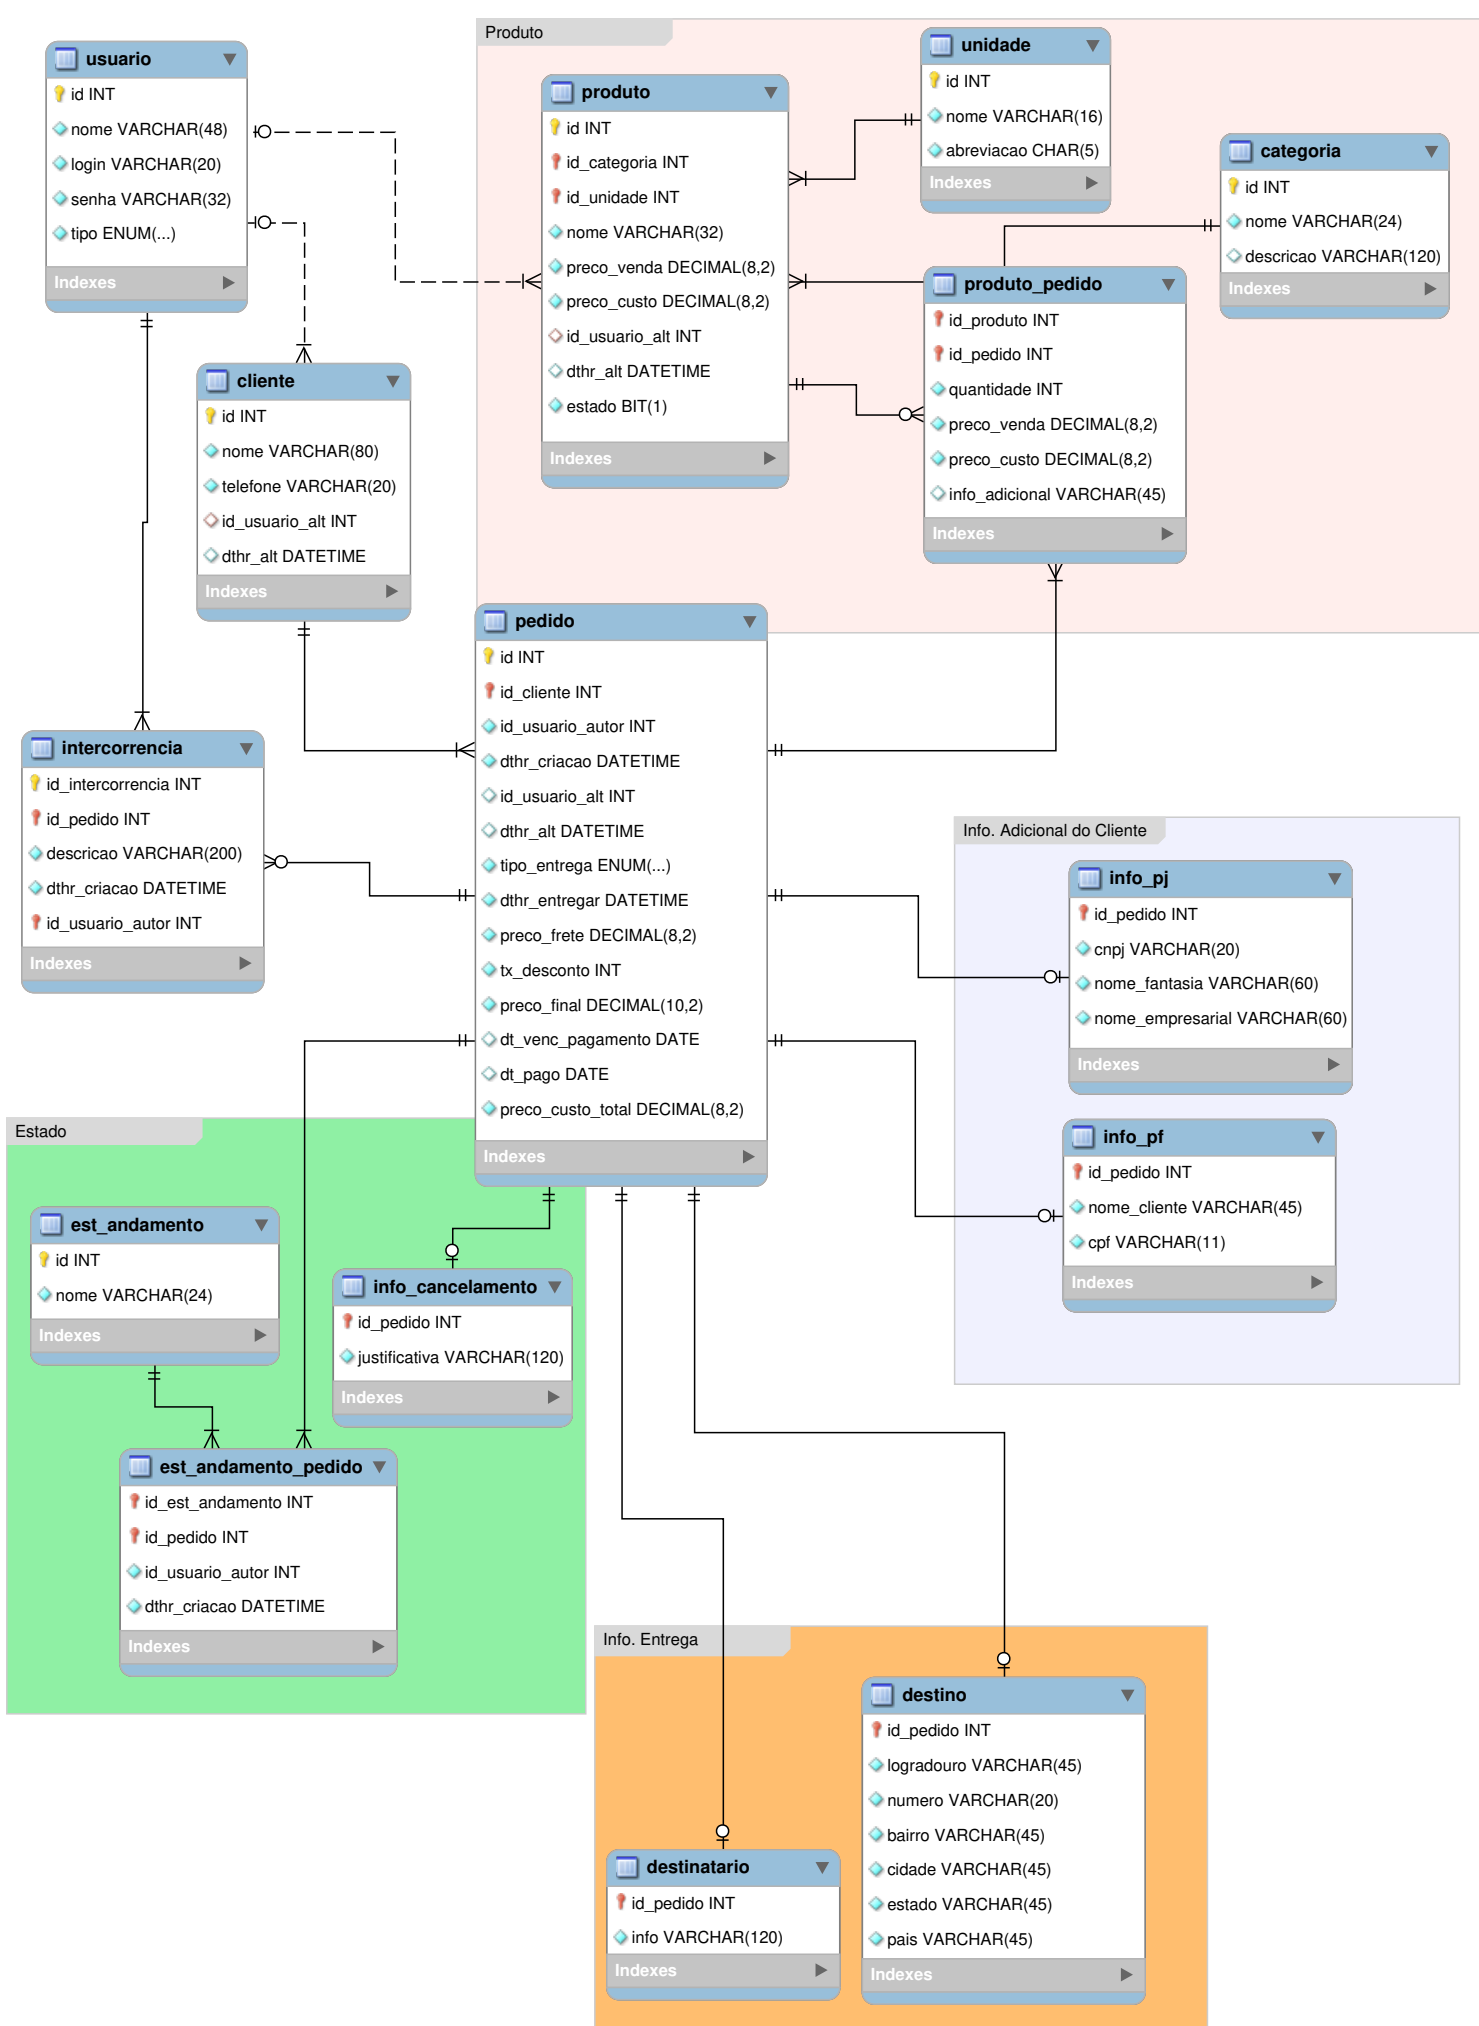 usuario
id INT
nome VARCHAR(48)
login VARCHAR(20)
senha VARCHAR(32)
tipo ENUM(...)
Indexes
Produto
produto
id INT
id_categoria INT
id_unidade INT
nome VARCHAR(32)
preco_venda DECIMAL(8,2)
preco_custo DECIMAL(8,2)
id_usuario_alt INT
dthr_alt DATETIME
estado BIT(1)
Indexes
unidade
id INT
nome VARCHAR(16)
abreviacao CHAR(5)
Indexes
categoria
id INT
nome VARCHAR(24)
descricao VARCHAR(120)
Indexes
produto_pedido
id_produto INT
id_pedido INT
quantidade INT
preco_venda DECIMAL(8,2)
preco_custo DECIMAL(8,2)
info_adicional VARCHAR(45)
Indexes
cliente
id INT
nome VARCHAR(80)
telefone VARCHAR(20)
id_usuario_alt INT
dthr_alt DATETIME
Indexes
pedido
id INT
id_cliente INT
id_usuario_autor INT
dthr_criacao DATETIME
id_usuario_alt INT
dthr_alt DATETIME
tipo_entrega ENUM(...)
dthr_entregar DATETIME
preco_frete DECIMAL(8,2)
tx_desconto INT
preco_final DECIMAL(10,2)
dt_venc_pagamento DATE
dt_pago DATE
preco_custo_total DECIMAL(8,2)
Indexes
intercorrencia
id_intercorrencia INT
id_pedido INT
descricao VARCHAR(200)
dthr_criacao DATETIME
id_usuario_autor INT
Indexes
Info. Adicional do Cliente
info_pj
id_pedido INT
cnpj VARCHAR(20)
nome_fantasia VARCHAR(60)
nome_empresarial VARCHAR(60)
Indexes
info_pf
id_pedido INT
nome_cliente VARCHAR(45)
cpf VARCHAR(11)
Indexes
Estado
est_andamento
id INT
nome VARCHAR(24)
Indexes
info_cancelamento
id_pedido INT
justificativa VARCHAR(120)
Indexes
est_andamento_pedido
id_est_andamento INT
id_pedido INT
id_usuario_autor INT
dthr_criacao DATETIME
Indexes
Info. Entrega
destino
id_pedido INT
logradouro VARCHAR(45)
numero VARCHAR(20)
bairro VARCHAR(45)
cidade VARCHAR(45)
estado VARCHAR(45)
pais VARCHAR(45)
Indexes
destinatario
id_pedido INT
info VARCHAR(120)
Indexes